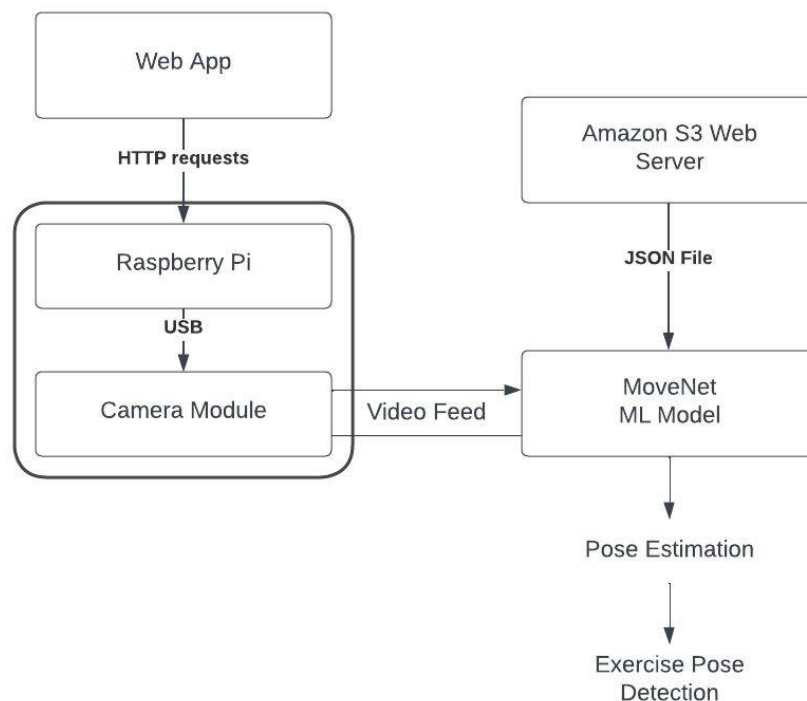 Web App
HTTP requests
Raspberry Pi
USB
Camera Module
Video Feed
Amazon S3 Web
Server
JSON File
MoveNet
ML Model
Pose Estimation
Exercise Pose
Detection